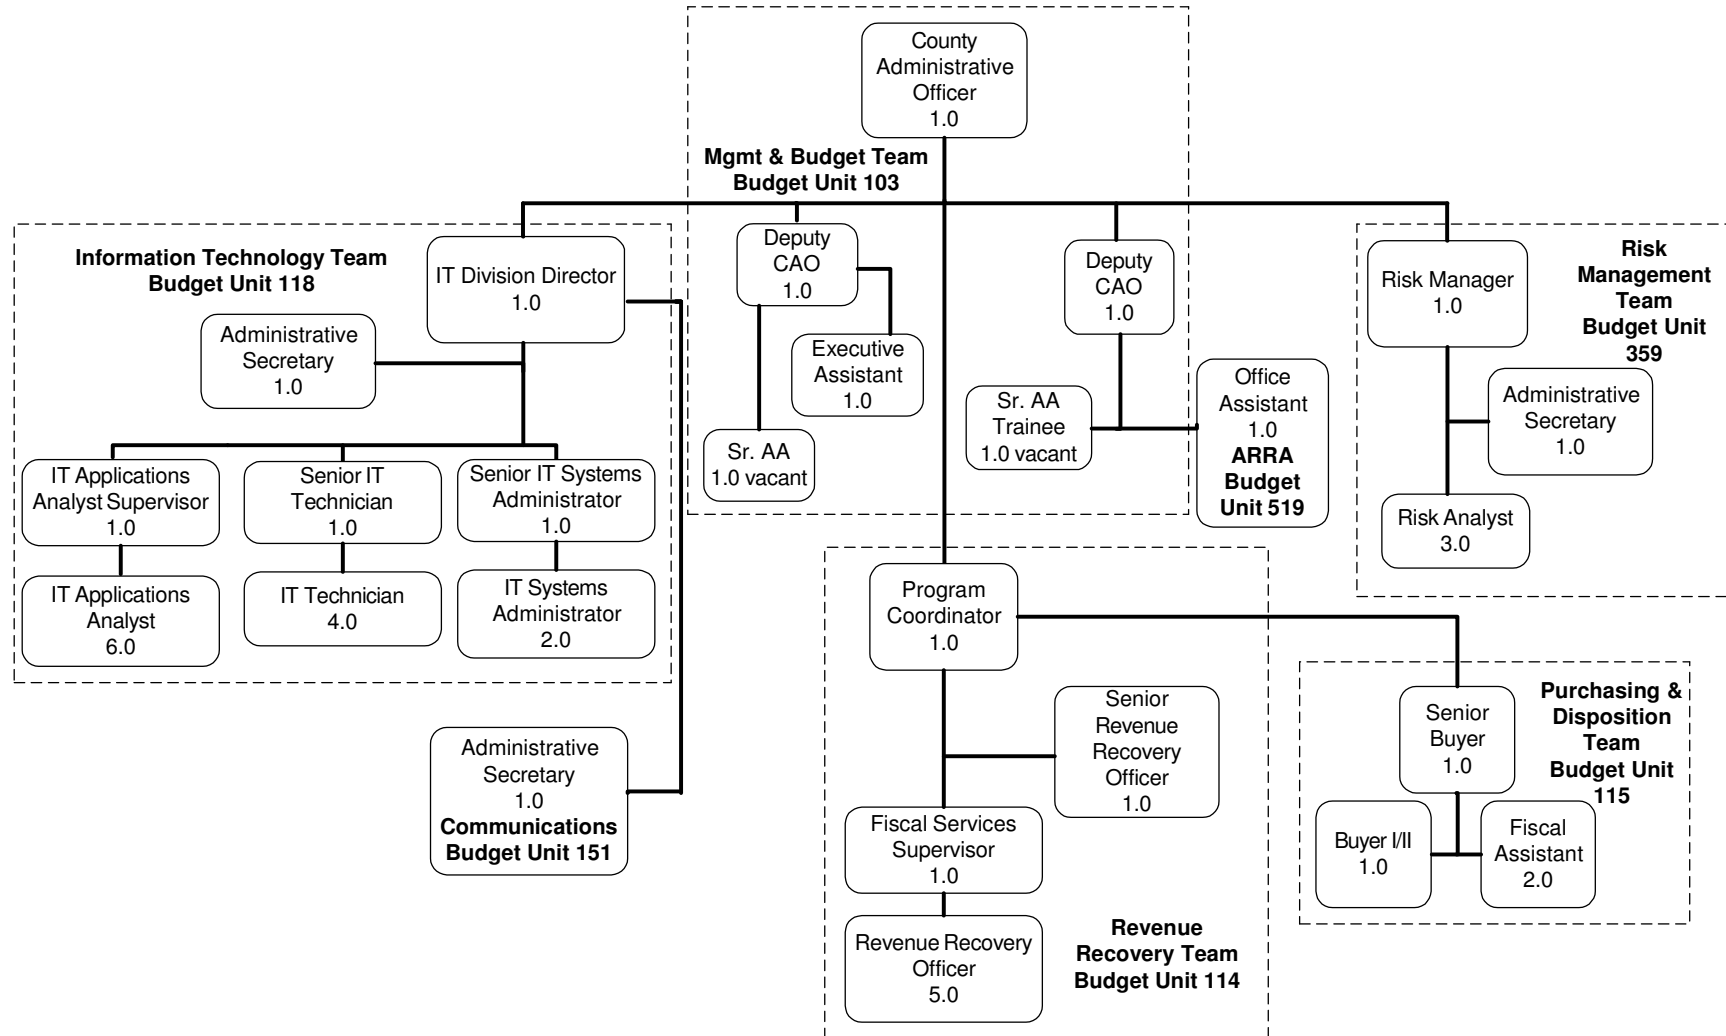 County
Administrative
Officer
1.0
Mgmt & Budget Team
Budget Unit 103
Information Technology Team
Budget Unit 118
IT Division Director
1.0
Administrative
Secretary
1.0
IT Applications
Analyst Supervisor
1.0
Senior IT
Technician
1.0
Senior IT Systems
Administrator
1.0
IT Applications
Analyst
6.0
IT Technician
4.0
IT Systems
Administrator
2.0
Administrative
Secretary
1.0
Communications
Budget Unit 151
Deputy
CAO
1.0
Executive
Assistant
1.0
Sr. AA
1.0 vacant
Deputy
CAO
1.0
Sr. AA
Trainee
1.0 vacant
Office
Assistant
1.0
ARRA
Budget
Unit 519
Risk Manager
1.0
Risk
Management
Team
Budget Unit
359
Administrative
Secretary
1.0
Risk Analyst
3.0
Program
Coordinator
1.0
Senior
Revenue
Recovery
Officer
1.0
Fiscal Services
Supervisor
1.0
Revenue Recovery
Officer
5.0
Revenue
Recovery Team
Budget Unit 114
Purchasing &
Disposition
Team
Budget Unit
115
Senior
Buyer
1.0
Buyer I/II
1.0
Fiscal
Assistant
2.0